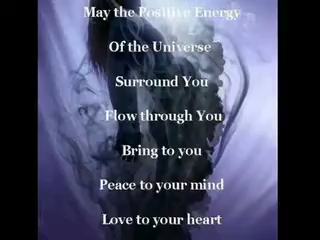 May the Positive Energy
Of the Universe
Surround You
Flow through You
Bring to you
Peace to your mind
Love to your heart